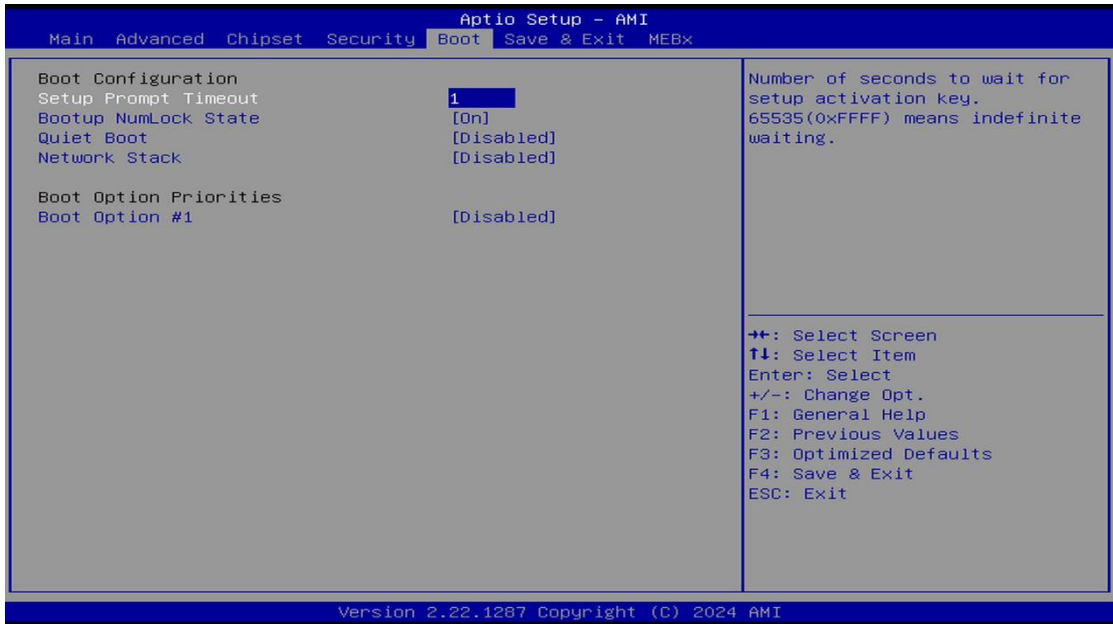 Aptio Setup – AMI
Main Advanced Chipset Security Boot Save & Exit MEBx
Boot Configuration
Setup Prompt Timeout 1
Bootup NumLock State [On]
Quiet Boot [Disabled]
Network Stack [Disabled]
Boot Option Priorities
Boot Option #1 [Disabled]
Number of seconds to wait for
setup activation key.
65535(0xFFFF) means indefinite
waiting.
→←: Select Screen
↑↓: Select Item
Enter: Select
+/-: Change Opt.
F1: General Help
F2: Previous Values
F3: Optimized Defaults
F4: Save & Exit
ESC: Exit
Version 2.22.1287 Copyright (C) 2024 AMI